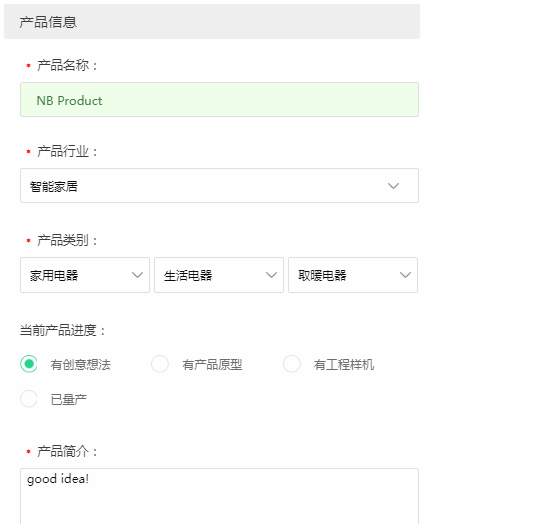 产品信息
* 产品名称：
NB Product
* 产品行业：
智能家居
* 产品类别：
家用电器 生活电器 取暖电器
当前产品进度：
有创意想法 有产品原型 有工程样机
已量产
* 产品简介：
good idea!